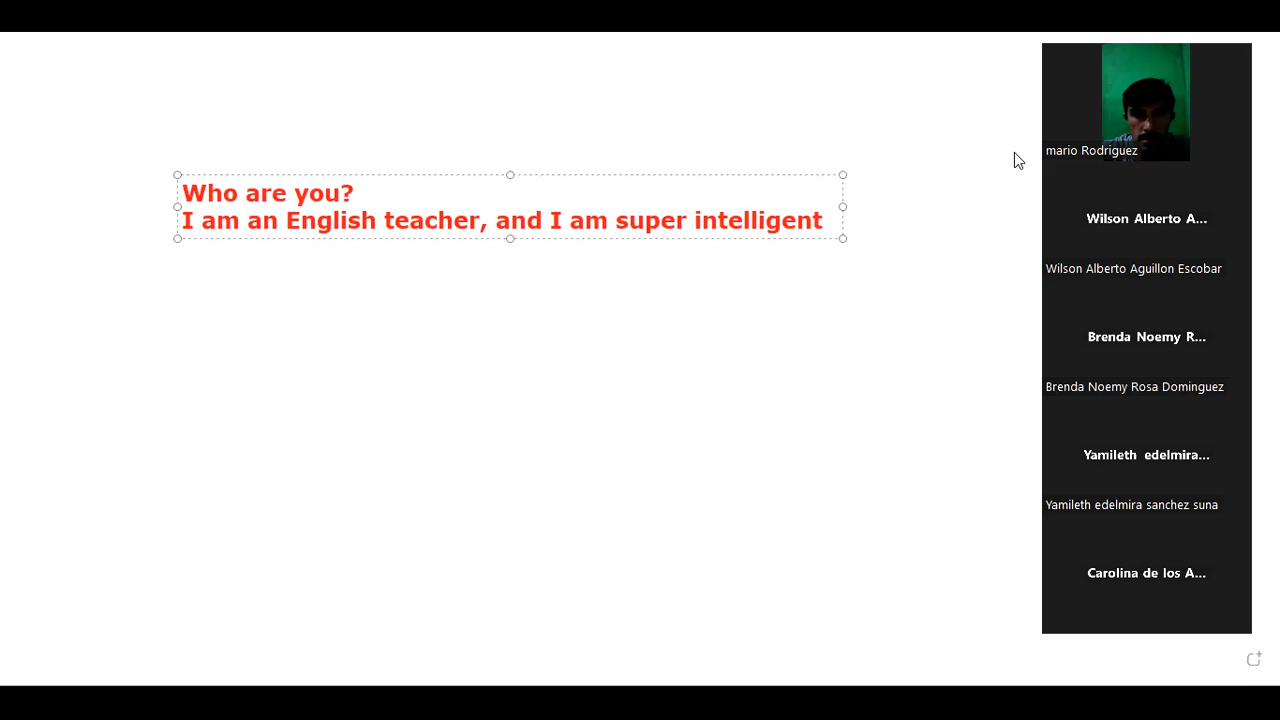 Who are you?
I am an English teacher, and I am super intelligent
mario Rodriguez
Wilson Alberto A...
Wilson Alberto Aguillon Escobar
Brenda Noemy R...
Brenda Noemy Rosa Dominguez
Yamileth edelmira...
Yamileth edelmira sanchez suna
Carolina de los A...